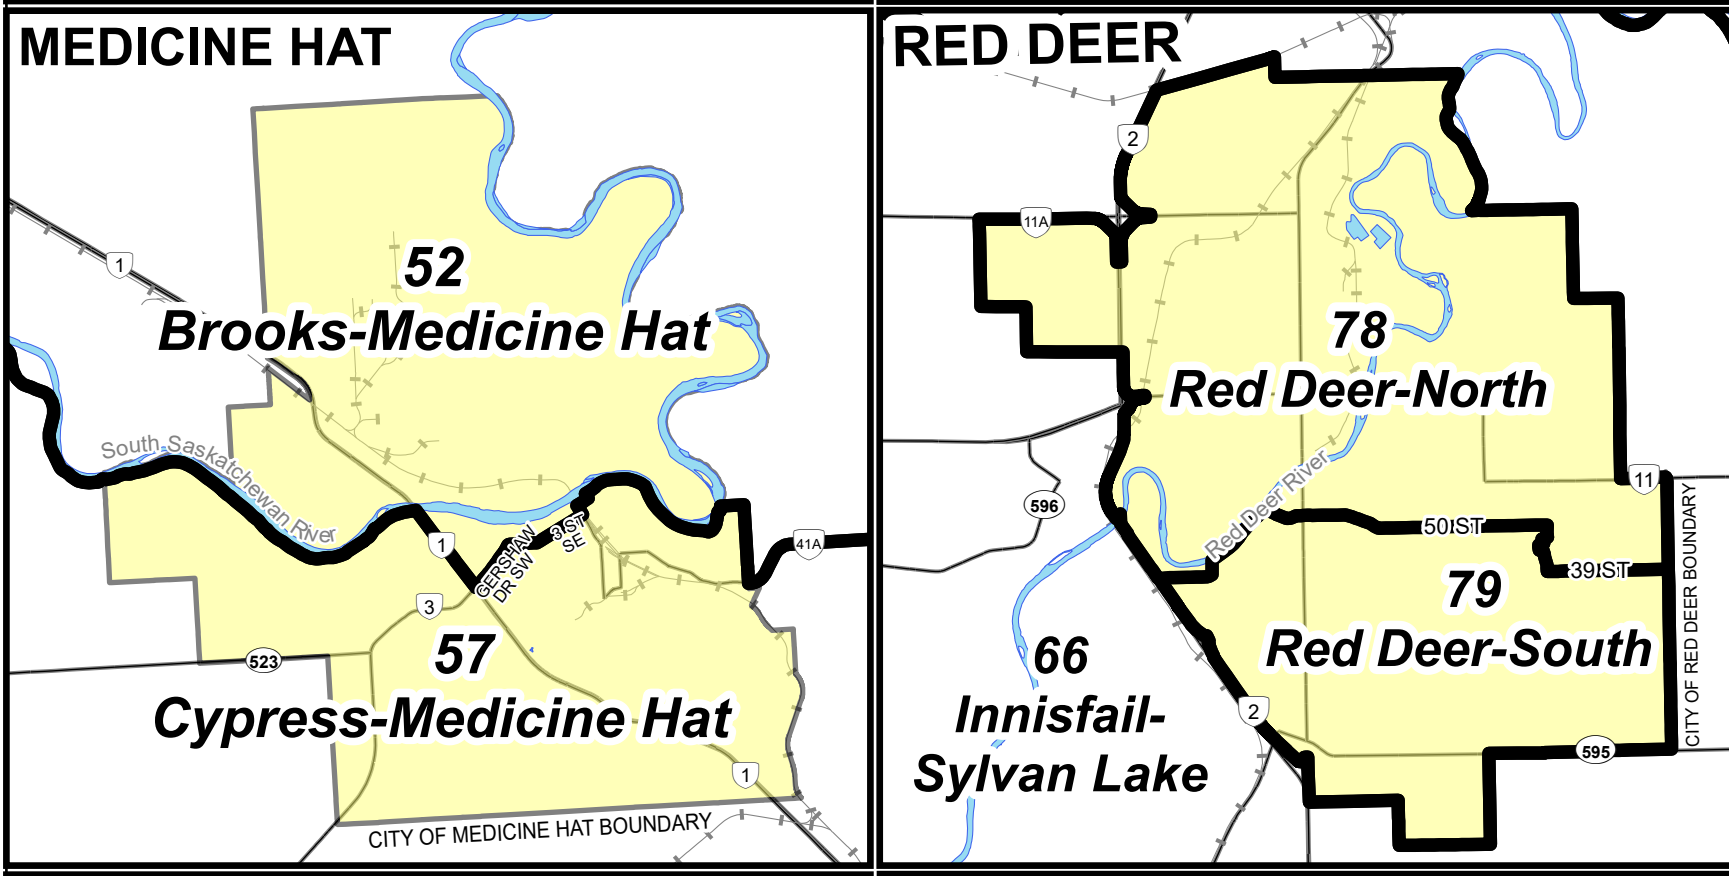 MEDICINE HAT
1
52
Brooks-Medicine Hat
South Saskatchewan River
1
GERSHAW
DR SW
3 ST
SE
41A
3
523
57
Cypress-Medicine Hat
1
CITY OF MEDICINE HAT BOUNDARY
RED DEER
2
11A
78
Red Deer-North
596
Red Deer River
11
50 ST
39 ST
79
Red Deer-South
66
Innisfail-
Sylvan Lake
2
595
CITY OF RED DEER BOUNDARY